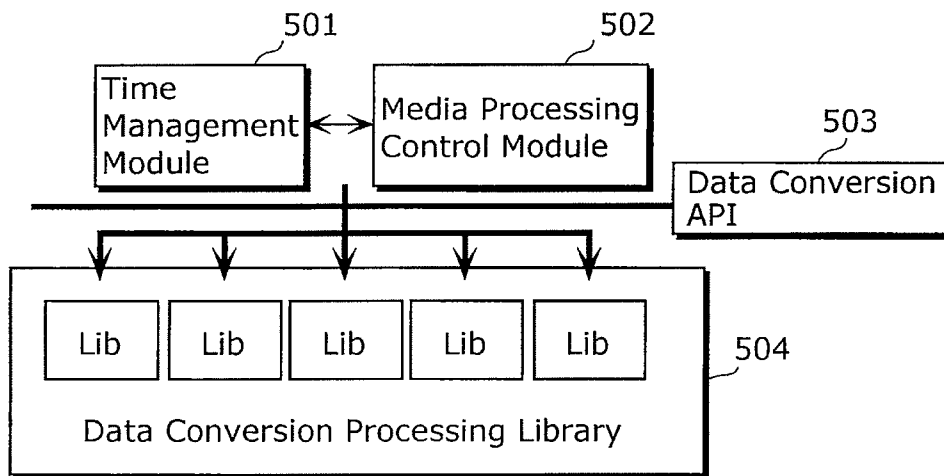 501
502
Time
Management
Module
Media Processing
Control Module
503
Data Conversion
API
Lib
Lib
Lib
Lib
Lib
504
Data Conversion Processing Library